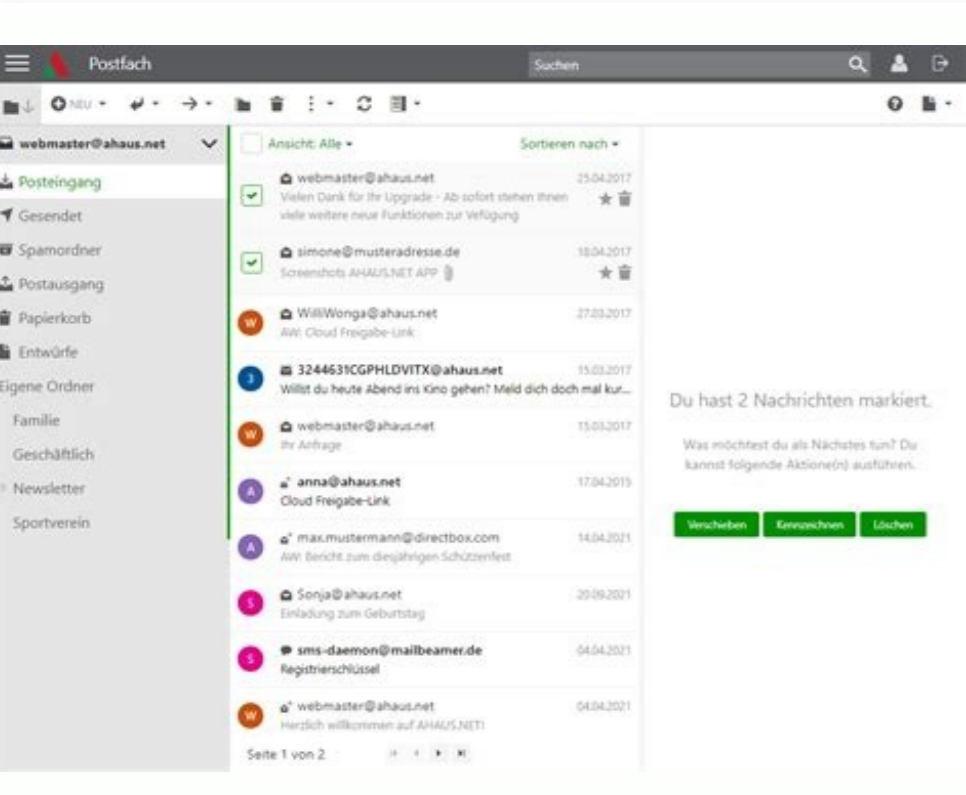 Postfach
Suchen
NEU
webmaster@ahaus.net
Posteingang
Gesendet
Spamordner
Postausgang
Papierkorb
Entwürfe
Eigene Ordner
Familie
Geschäftlich
Newsletter
Sportverein
Ansicht: Alle
Sortieren nach
webmaster@ahaus.net 25.04.2017
Vielen Dank für Ihr Upgrade - Ab sofort stehen Ihnen
viele weitere neue Funktionen zur Verfügung
simone@musteradresse.de 18.04.2017
Screenshots AHAUS.NET APP
W
WilliWonga@ahaus.net 27.03.2017
AW: Cloud Freigabe-Link
3
3244631CGPHLDVITX@ahaus.net 15.03.2017
Willst du heute Abend ins Kino gehen? Meld dich doch mal kur...
W
webmaster@ahaus.net 15.03.2017
Ihr Anfrage
A
anna@ahaus.net 17.04.2015
Cloud Freigabe-Link
A
max.mustermann@directbox.com 14.04.2021
AW: Bericht zum diesjährigen Schützenfest
S
Sonja@ahaus.net 20.09.2021
Einladung zum Geburtstag
S
sms-daemon@mailbeamer.de 04.04.2021
Registrierschlüssel
W
webmaster@ahaus.net 04.04.2021
Herzlich willkommen auf AHAUS.NET!
Seite 1 von 2
Du hast 2 Nachrichten markiert.
Was möchtest du als Nächstes tun? Du
kannst folgende Aktione(n) ausführen.
Verschieben Kennzeichnen Löschen